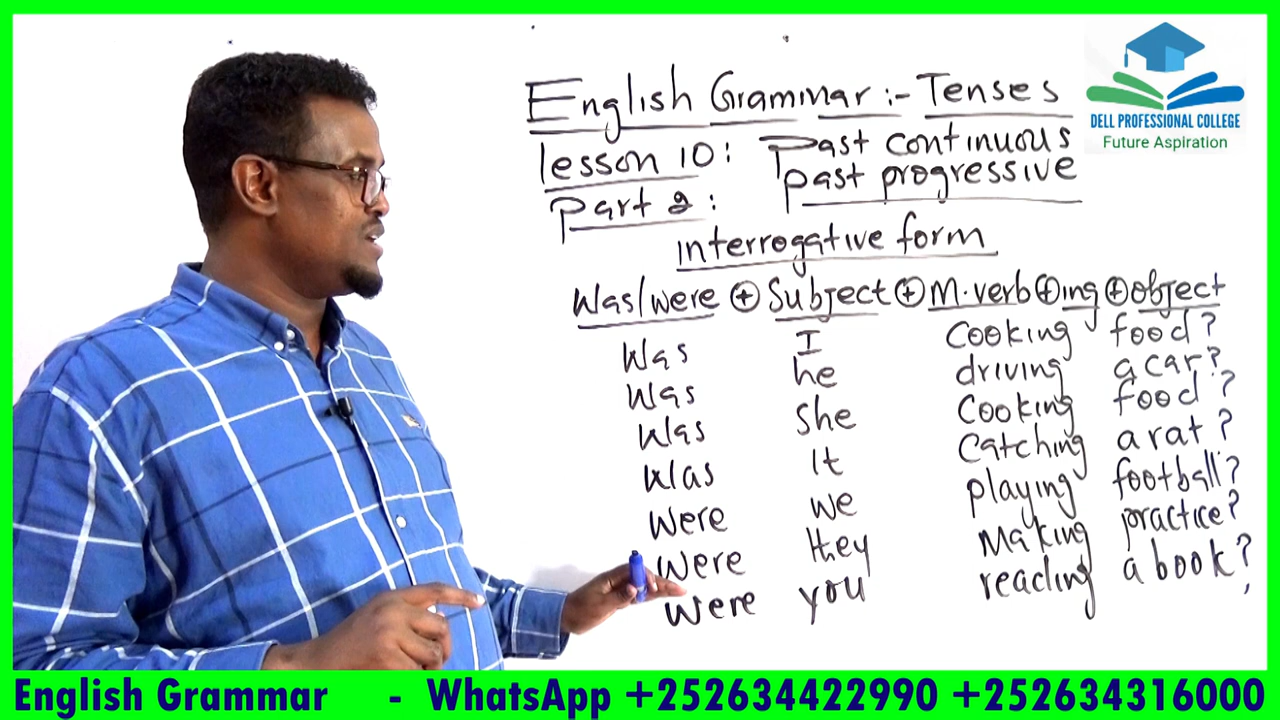 English Grammar :- Tenses
DELL PROFESSIONAL COLLEGE
Future Aspiration
lesson 10: Past continuous
Part 2: past progressive
interrogative form
Was/were + Subject + M.verb + ing + object
Was I Cooking food?
Was he driving a car?
Was she Cooking food?
Was It Catching a rat?
Were we playing football?
Were they Making practice?
Were you reading a book?
English Grammar - WhatsApp +252634422990 +252634316000